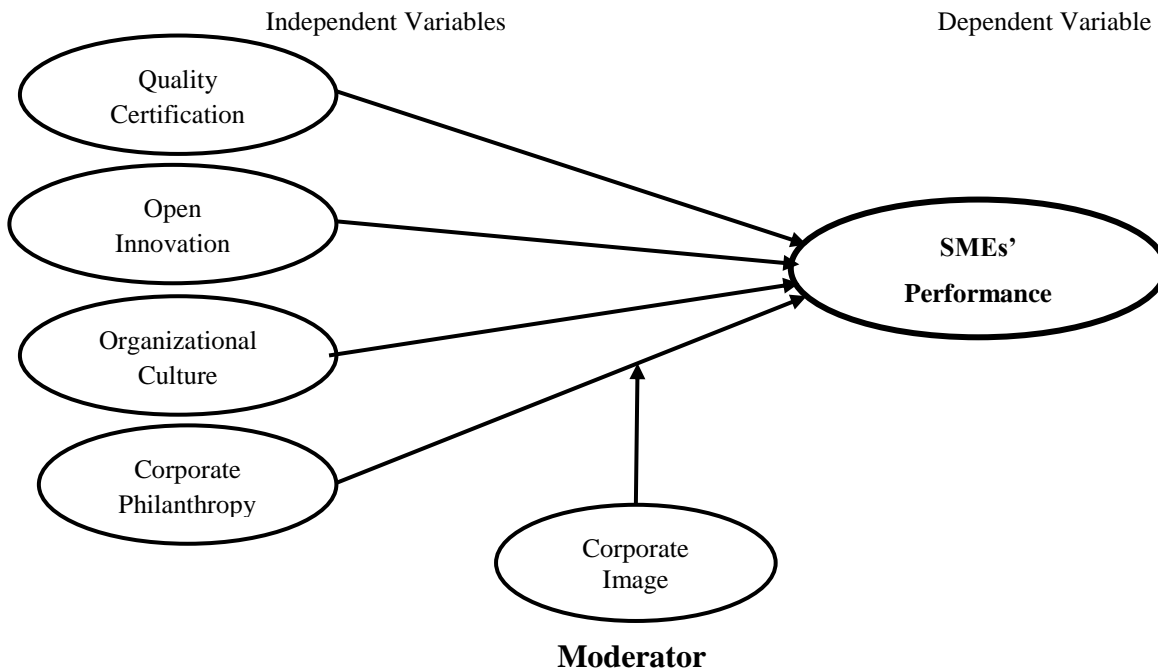 Independent Variables
Dependent Variable
Quality
Certification
Open
Innovation
Organizational
Culture
Corporate
Philanthropy
SMEs’
Performance
Corporate
Image
Moderator